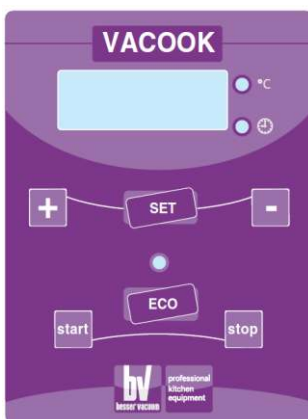 VACOOK
°C
+ SET -
ECO
start stop
bv professional
kitchen
besser vacuum equipment